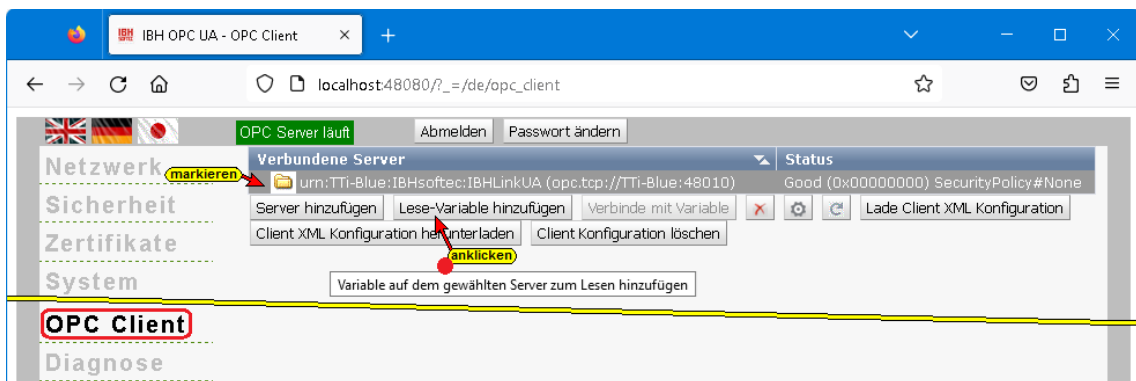 IBH OPC UA - OPC Client
localhost:48080/?_=/de/opc_client
OPC Server läuft Abmelden Passwort ändern
Netzwerk
markieren
Verbundene Server Status
urn:TTi-Blue:IBHsoftec:IBHLinkUA (opc.tcp://TTi-Blue:48010) Good (0x00000000) SecurityPolicy#None
Sicherheit
Server hinzufügen Lese-Variable hinzufügen Verbinde mit Variable Lade Client XML Konfiguration
Client XML Konfiguration herunterladen Client Konfiguration löschen
Zertifikate
anklicken
System
Variable auf dem gewählten Server zum Lesen hinzufügen
OPC Client
Diagnose